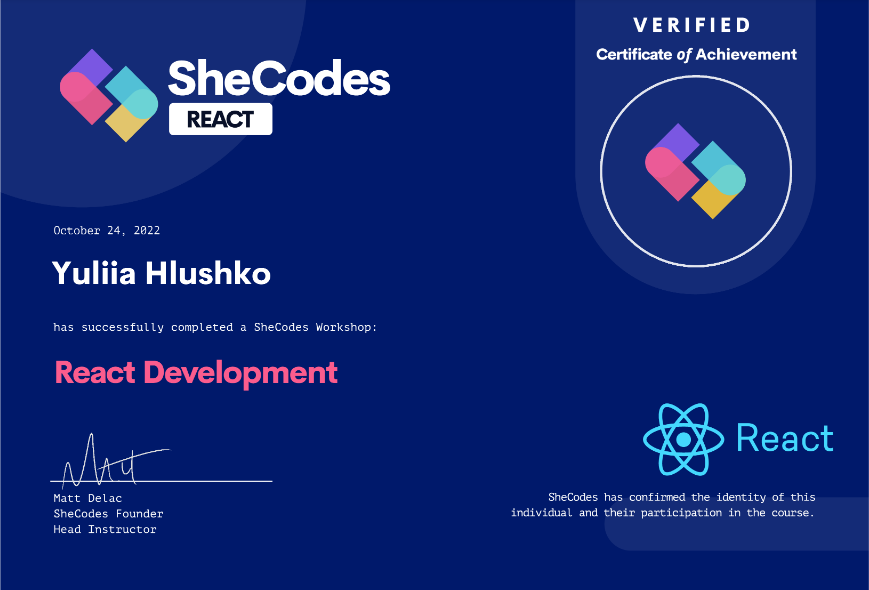 SheCodes
REACT
VERIFIED
Certificate of Achievement
October 24, 2022
Yuliia Hlushko
has successfully completed a SheCodes Workshop:
React Development
Matt Delac
SheCodes Founder
Head Instructor
React
SheCodes has confirmed the identity of this
individual and their participation in the course.